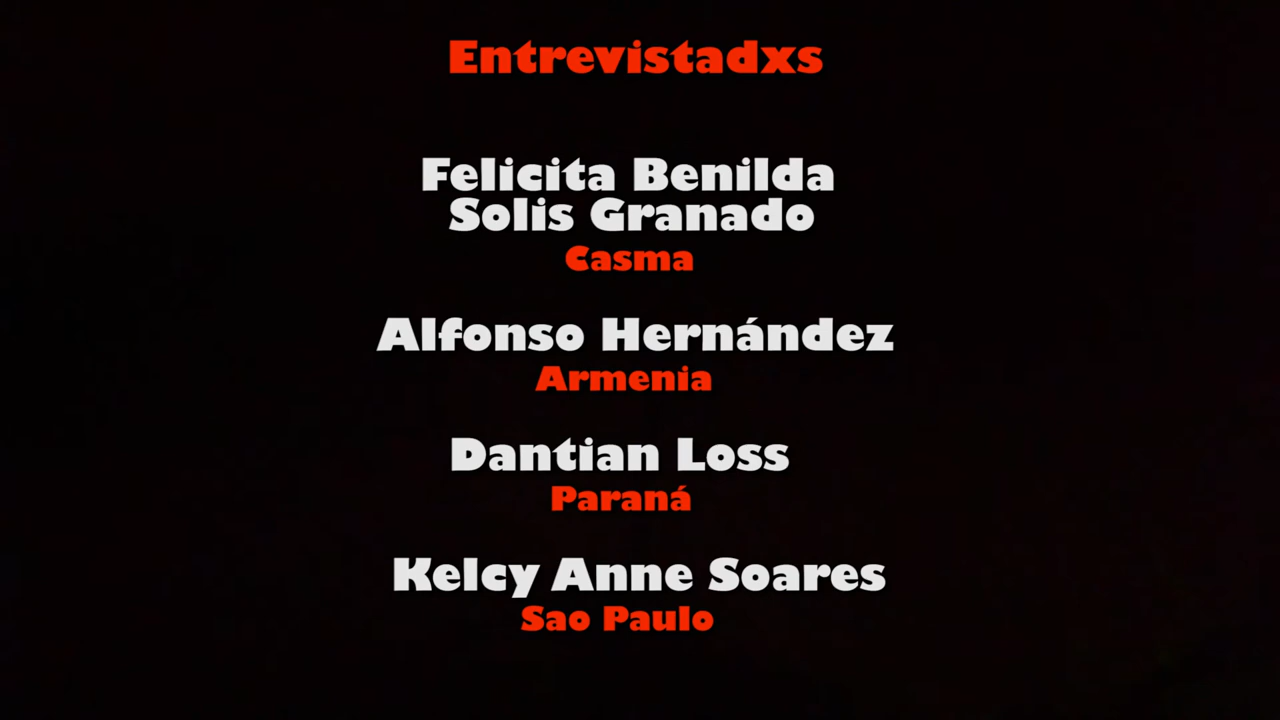 Entrevistadxs
Felicita Benilda
Solis Granado
Casma
Alfonso Hernández
Armenia
Dantian Loss
Paraná
Kelcy Anne Soares
Sao Paulo